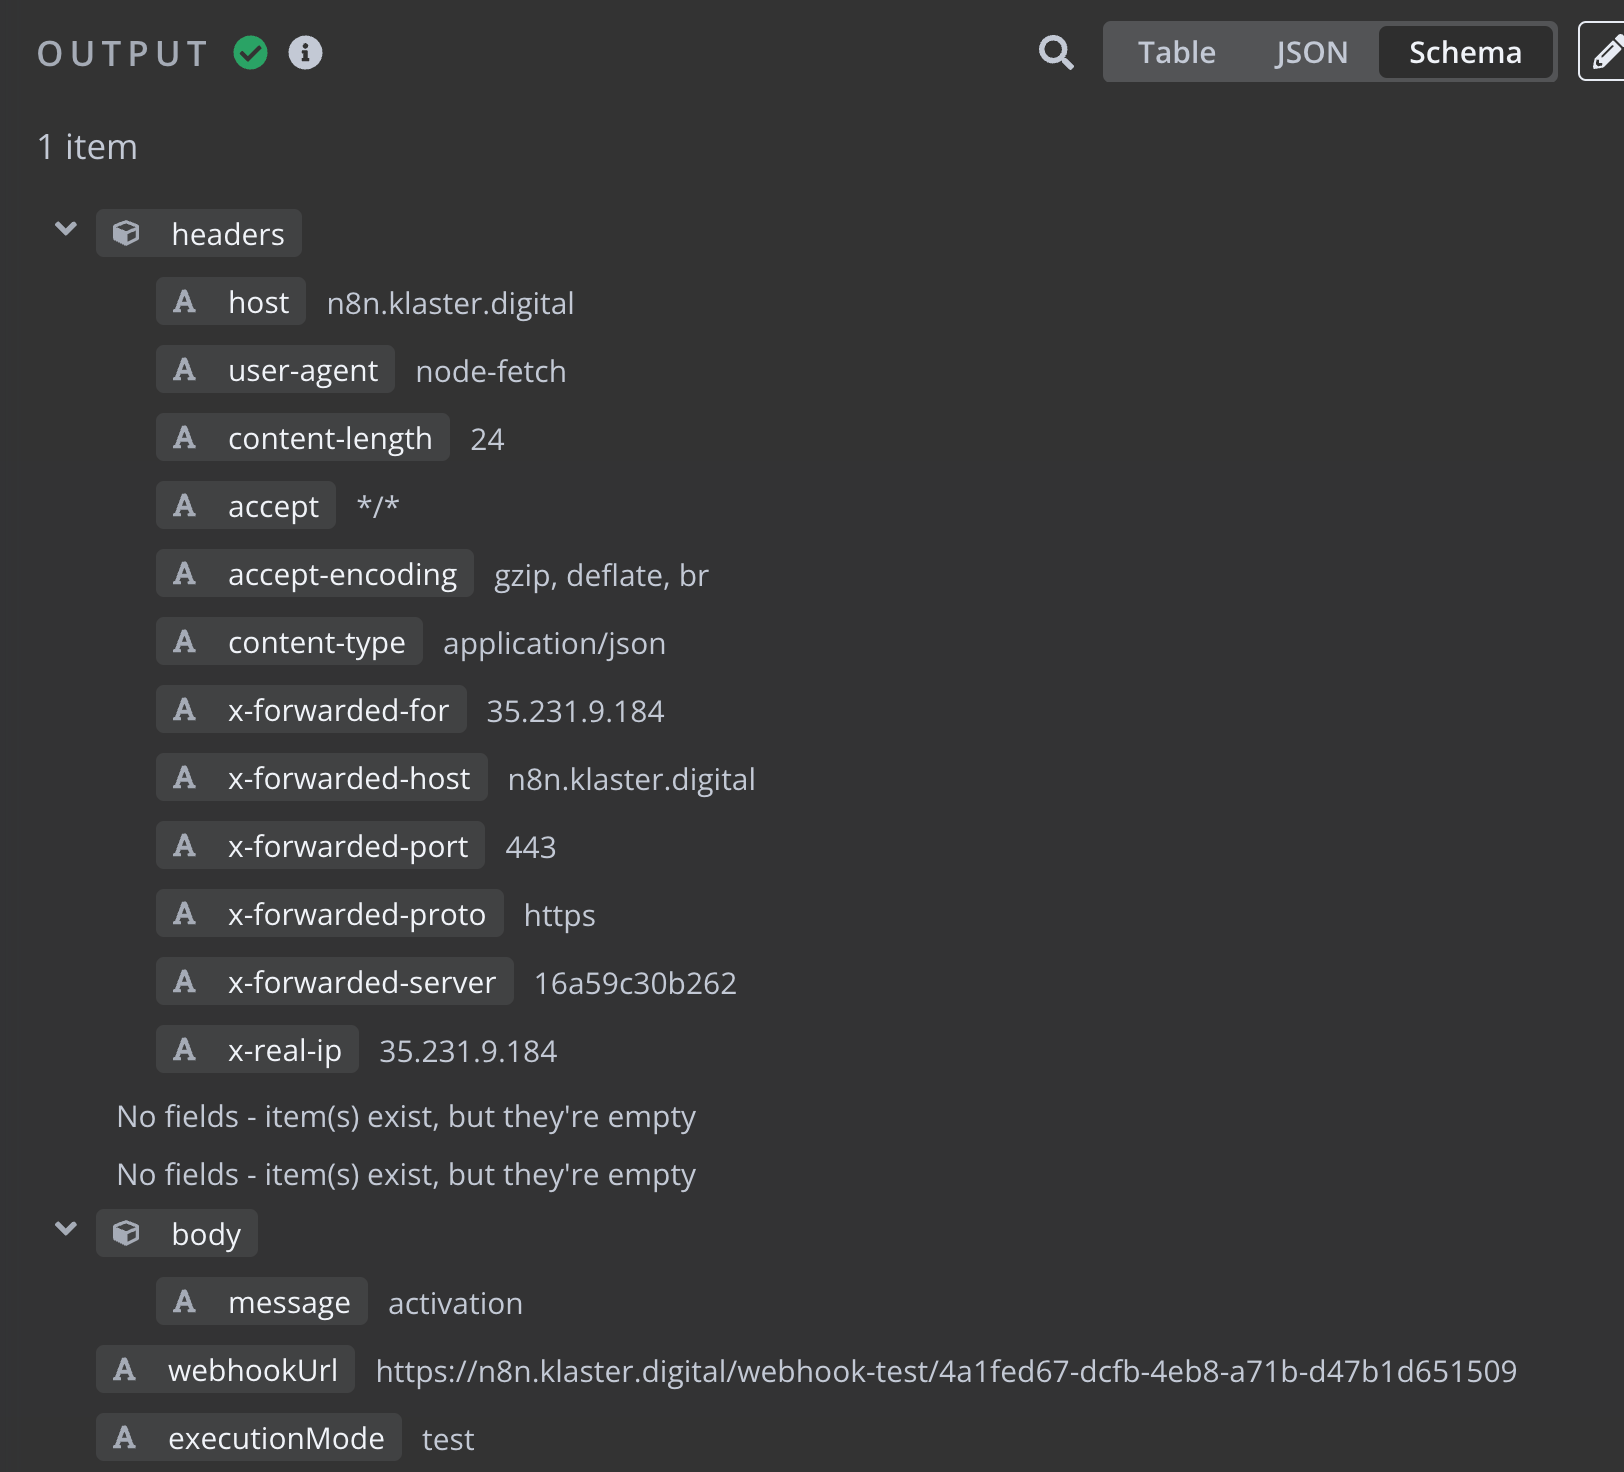 OUTPUT
Table JSON Schema
1 item
headers
host n8n.klaster.digital
user-agent node-fetch
content-length 24
accept */*
accept-encoding gzip, deflate, br
content-type application/json
x-forwarded-for 35.231.9.184
x-forwarded-host n8n.klaster.digital
x-forwarded-port 443
x-forwarded-proto https
x-forwarded-server 16a59c30b262
x-real-ip 35.231.9.184
No fields - item(s) exist, but they're empty
No fields - item(s) exist, but they're empty
body
message activation
webhookUrl https://n8n.klaster.digital/webhook-test/4a1fed67-dcfb-4eb8-a71b-d47b1d651509
executionMode test